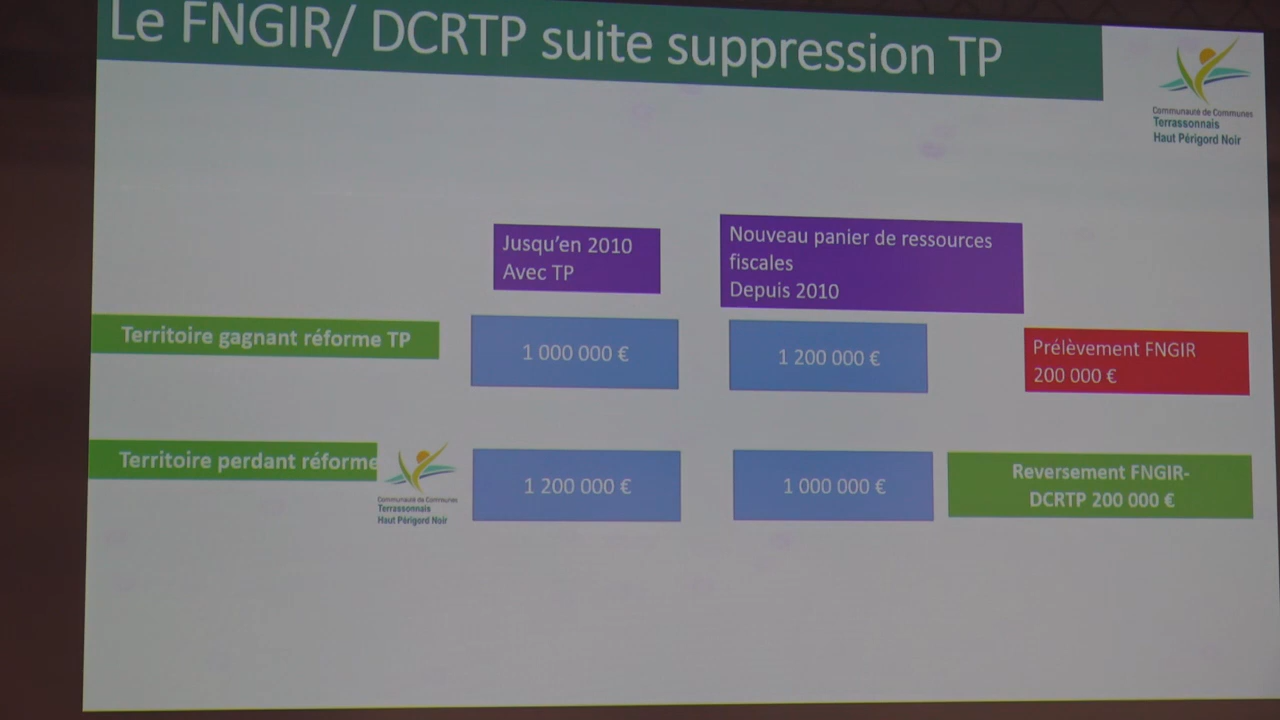 Le FNGIR/ DCRTP suite suppression TP
Communauté de Communes
Terrassonnais
Haut Périgord Noir
Jusqu'en 2010
Avec TP
Nouveau panier de ressources
fiscales
Depuis 2010
Territoire gagnant réforme TP
1 000 000 €
1 200 000 €
Prélèvement FNGIR
200 000 €
Territoire perdant réforme
Communauté de Communes
Terrassonnais
Haut Périgord Noir
1 200 000 €
1 000 000 €
Reversement FNGIR-
DCRTP 200 000 €